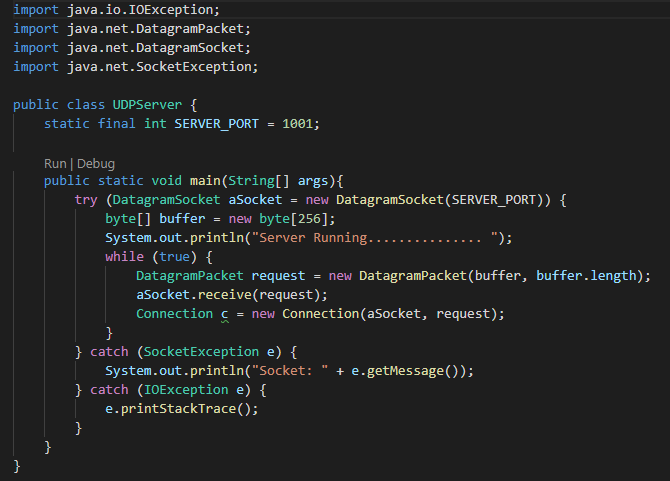 import java.io.IOException;
import java.net.DatagramPacket;
import java.net.DatagramSocket;
import java.net.SocketException;
public class UDPServer {
static final int SERVER_PORT = 1001;
Run | Debug
public static void main(String[] args){
try (DatagramSocket aSocket = new DatagramSocket(SERVER_PORT)) {
byte[] buffer = new byte[256];
System.out.println("Server Running............... ");
while (true) {
DatagramPacket request = new DatagramPacket(buffer, buffer.length);
aSocket.receive(request);
Connection c = new Connection(aSocket, request);
}
} catch (SocketException e) {
System.out.println("Socket: " + e.getMessage());
} catch (IOException e) {
e.printStackTrace();
}
}
}